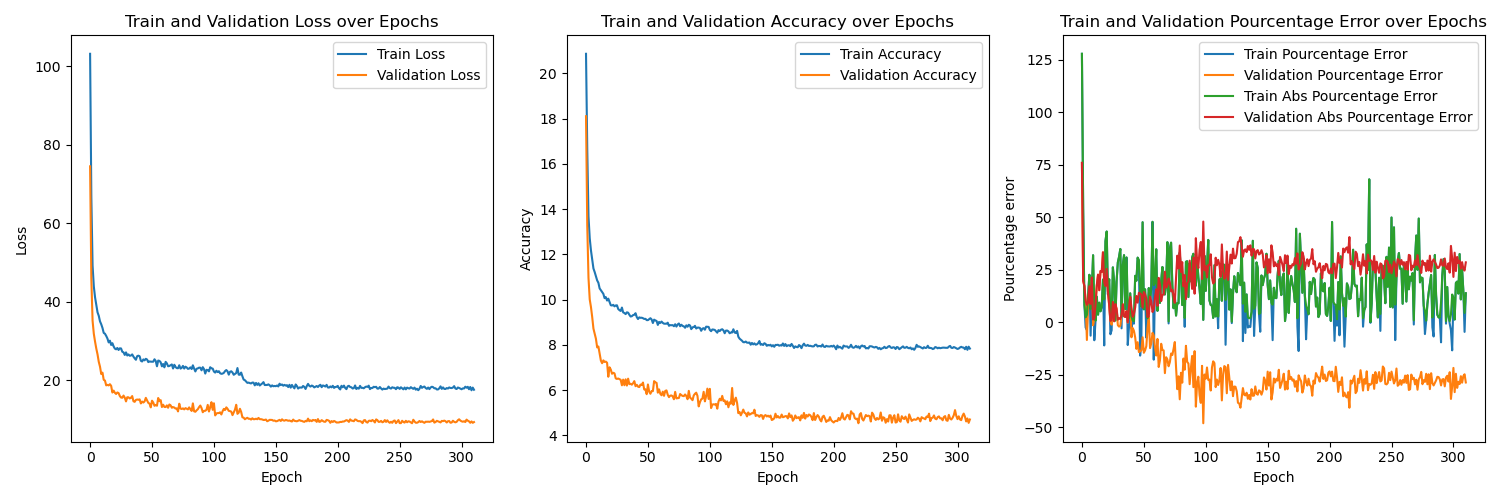 Train and Validation Loss over Epochs
Train Loss
Validation Loss
100
80
60
40
20
Loss
0 50 100 150 200 250 300
Epoch
Train and Validation Accuracy over Epochs
Train Accuracy
Validation Accuracy
20
18
16
14
12
10
8
6
4
Accuracy
0 50 100 150 200 250 300
Epoch
Train and Validation Pourcentage Error over Epochs
Train Pourcentage Error
Validation Pourcentage Error
Train Abs Pourcentage Error
Validation Abs Pourcentage Error
125
100
75
50
25
0
−25
−50
Pourcentage error
0 50 100 150 200 250 300
Epoch